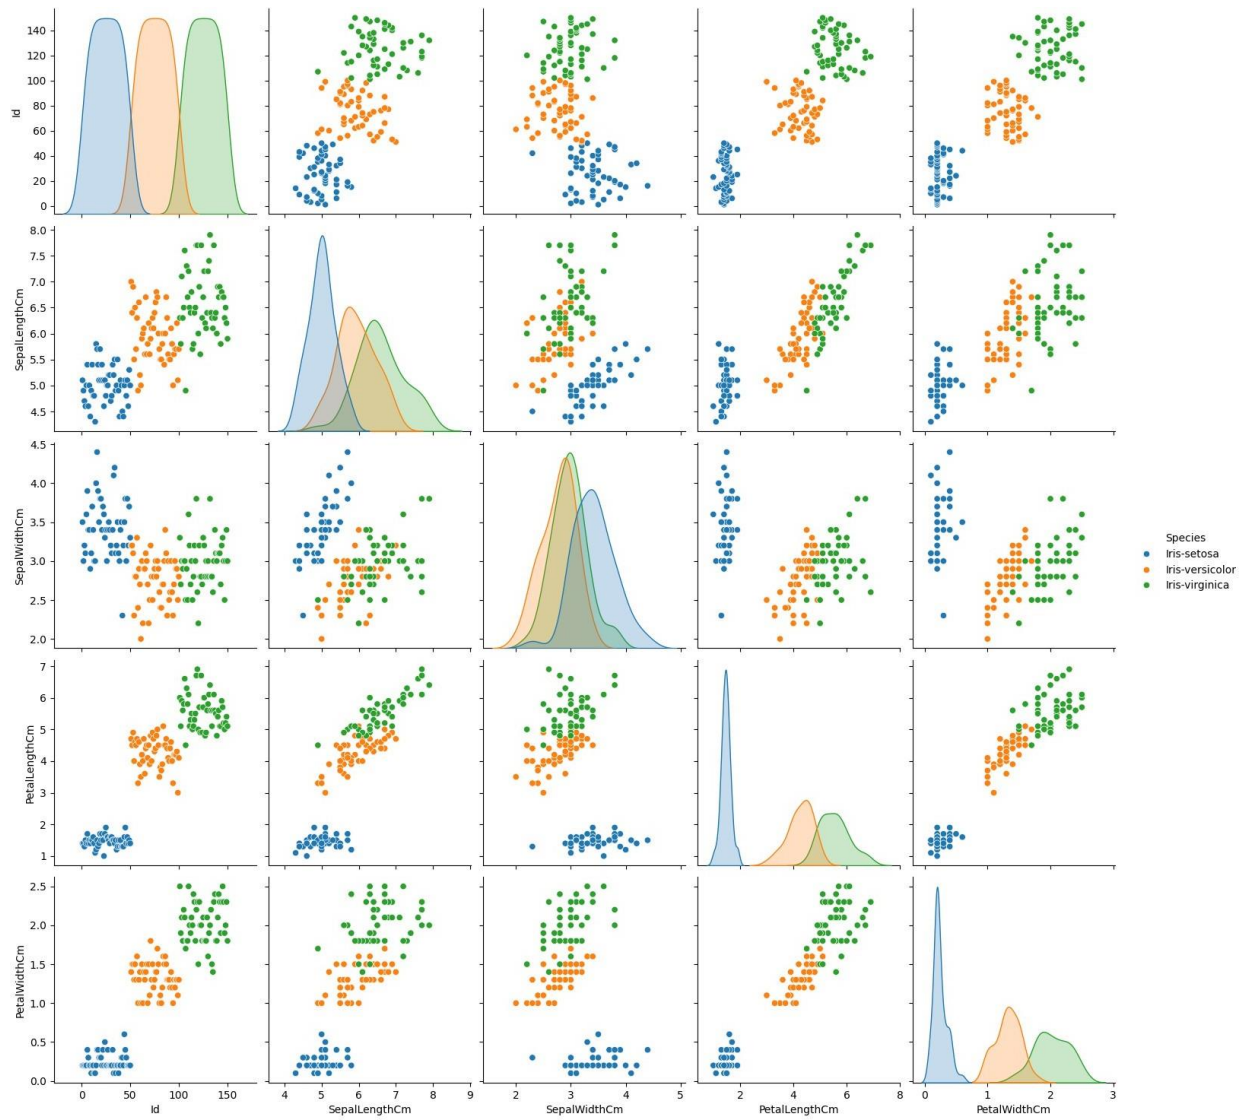 140
120
100
80
60
40
20
0
Id
8.0
7.5
7.0
6.5
6.0
5.5
5.0
4.5
SepalLengthCm
4.5
4.0
3.5
3.0
2.5
2.0
SepalWidthCm
Species
Iris-setosa
Iris-versicolor
Iris-virginica
7
6
5
4
3
2
1
PetalLengthCm
2.5
2.0
1.5
1.0
0.5
0.0
PetalWidthCm
0 50 100 150
4 5 6 7 8 9
2 3 4 5
2 4 6 8
0 1 2 3
Id
SepalLengthCm
SepalWidthCm
PetalLengthCm
PetalWidthCm